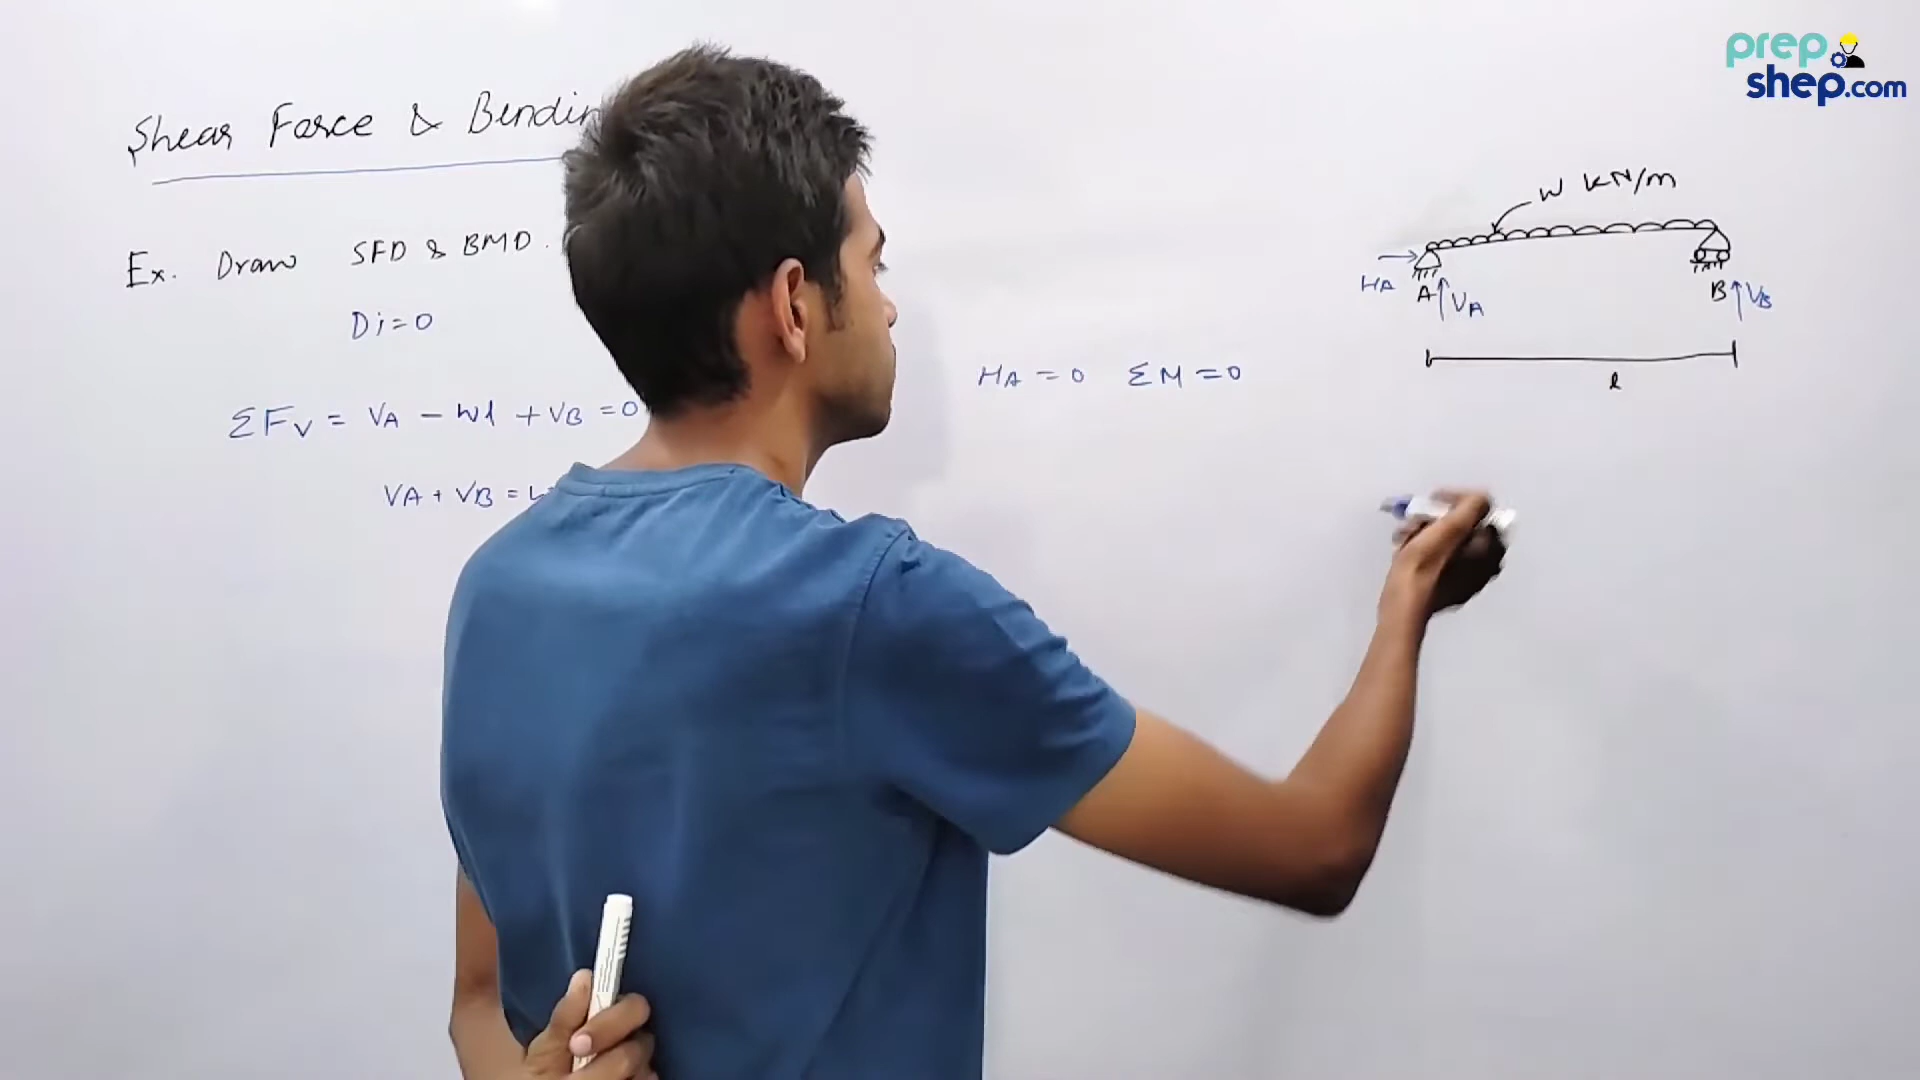 prep
shep.com
Shear Force & Bendin
Ex. Draw SFD & BMD.
Di=0
ΣFv = VA - wl + VB = 0
VA + VB =
HA = 0 ΣM = 0
w kN/m
HA A VA B VB
l